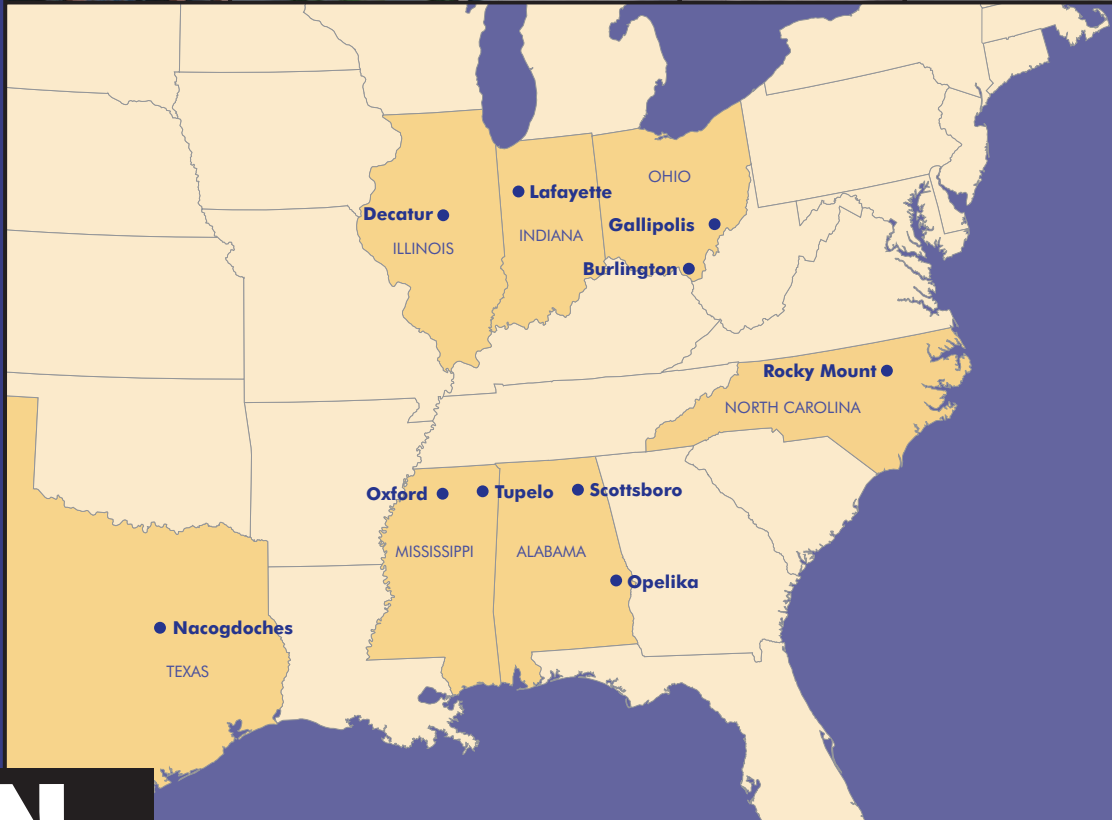 OHIO
Lafayette
Decatur
Gallipolis
INDIANA
ILLINOIS
Burlington
Rocky Mount
NORTH CAROLINA
Oxford
Tupelo
Scottsboro
MISSISSIPPI
ALABAMA
Opelika
Nacogdoches
TEXAS
N